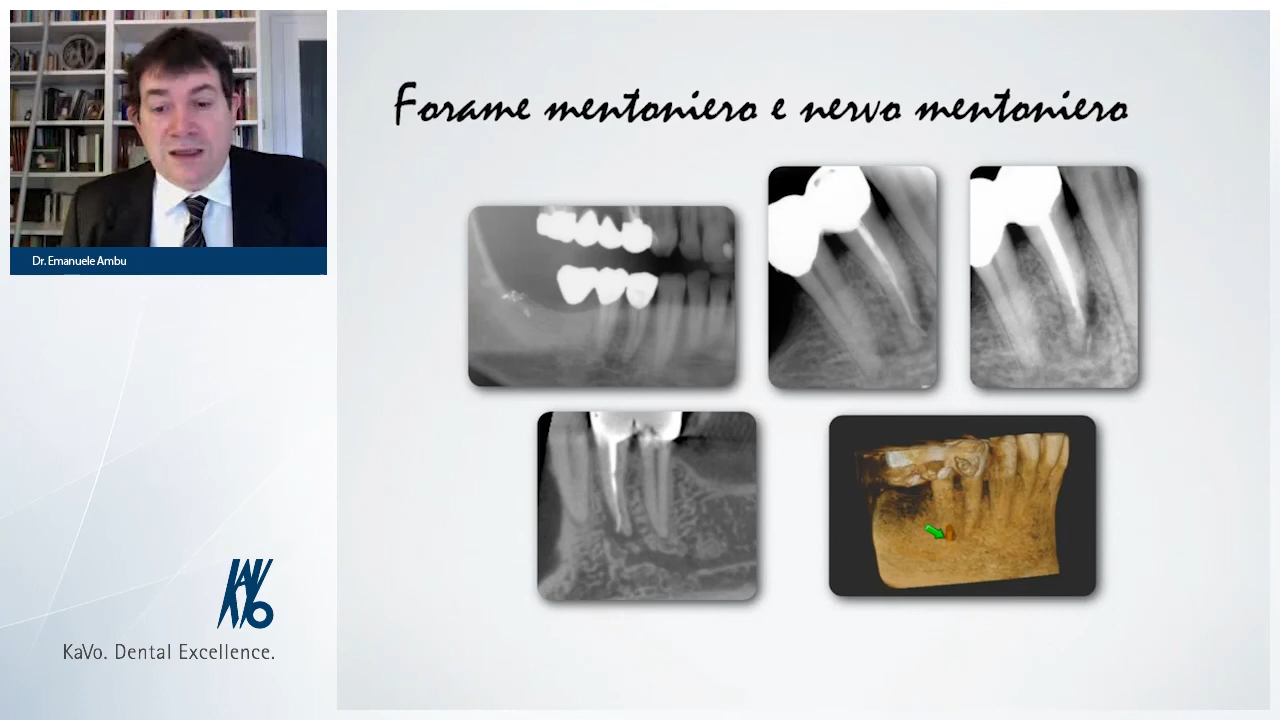 Forame mentoniero e nervo mentoniero
Dr. Emanuele Ambu
KaVo
KaVo. Dental Excellence.